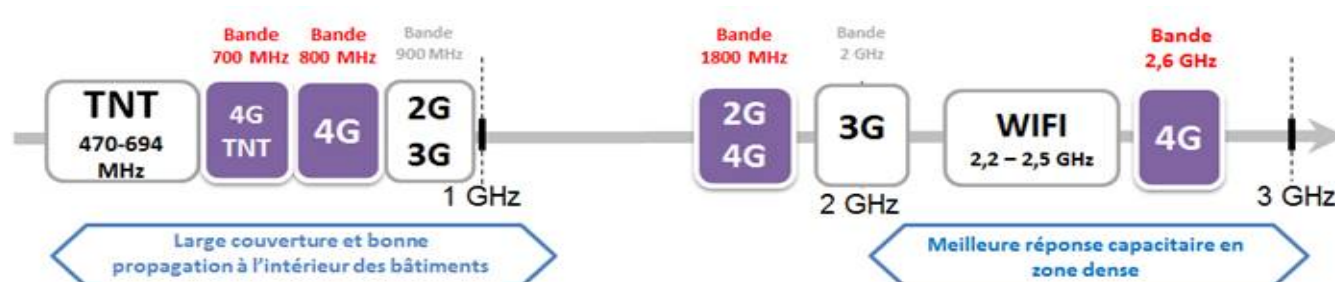 Bande
700 MHz
Bande
800 MHz
Bande
900 MHz
Bande
1800 MHz
Bande
2 GHz
Bande
2,6 GHz
TNT
470-694
MHz
4G
TNT
4G
2G
3G
2G
4G
3G
WIFI
2,2 – 2,5 GHz
4G
1 GHz
2 GHz
3 GHz
Large couverture et bonne
propagation à l'intérieur des bâtiments
Meilleure réponse capacitaire en
zone dense